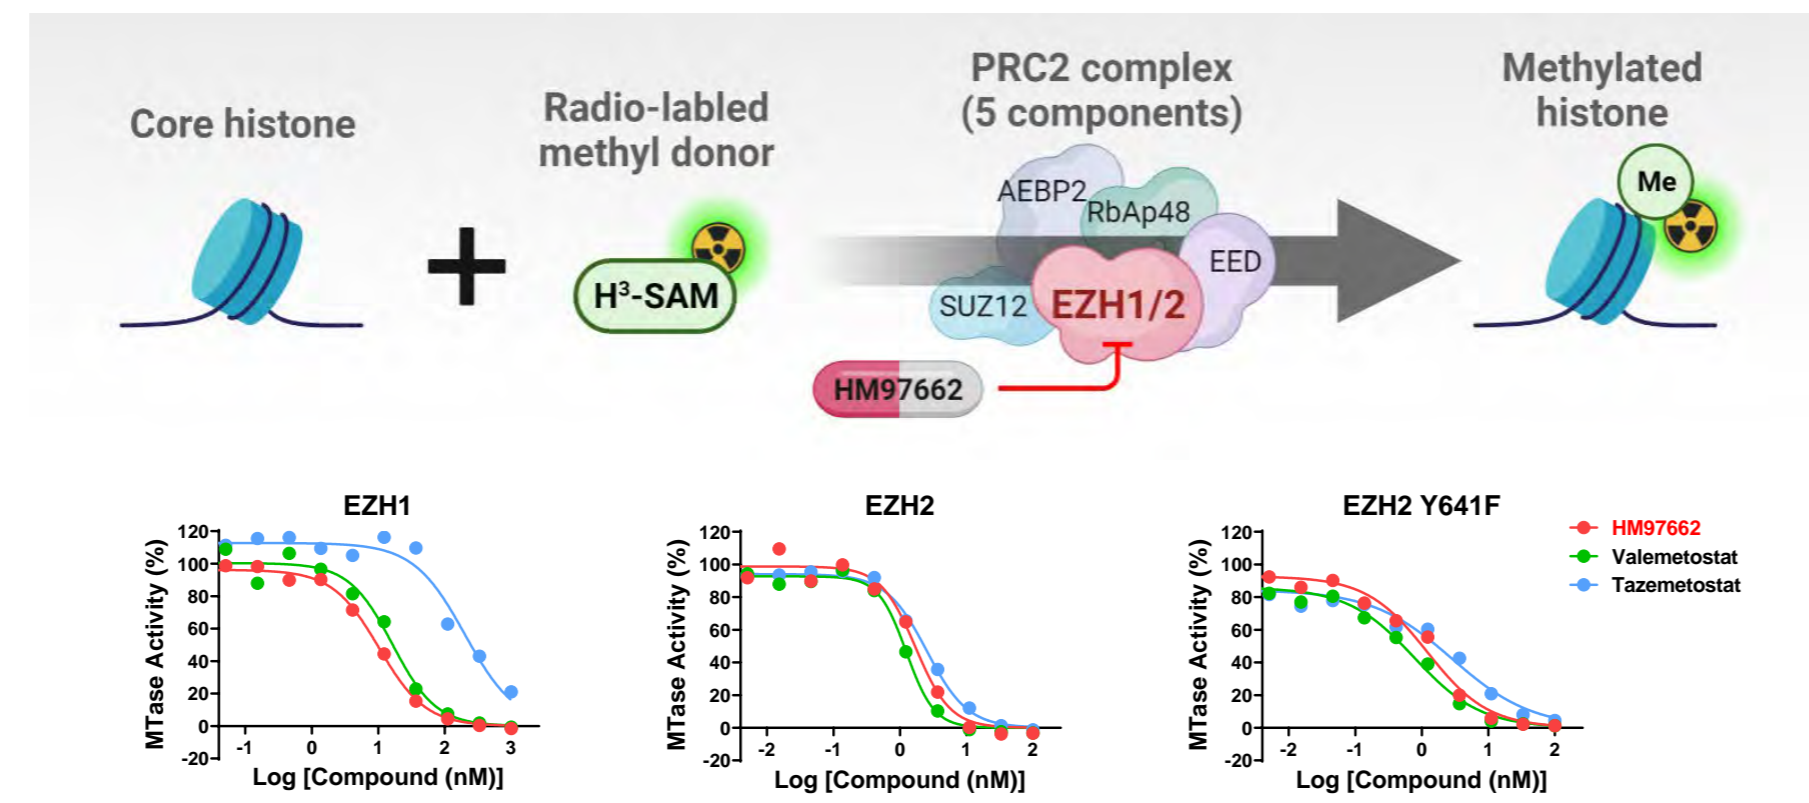 Core histone
Radio-labled
methyl donor
PRC2 complex
(5 components)
Methylated
histone
H³-SAM
AEBP2
RbAp48
EED
SUZ12
EZH1/2
HM97662
Me
EZH1
MTase Activity (%)
120
100
80
60
40
20
0
-20
-1 0 1 2 3
Log [Compound (nM)]
EZH2
MTase Activity (%)
120
100
80
60
40
20
0
-20
-2 -1 0 1 2
Log [Compound (nM)]
EZH2 Y641F
MTase Activity (%)
120
100
80
60
40
20
0
-20
-2 -1 0 1 2
Log [Compound (nM)]
HM97662
Valemetostat
Tazemetostat